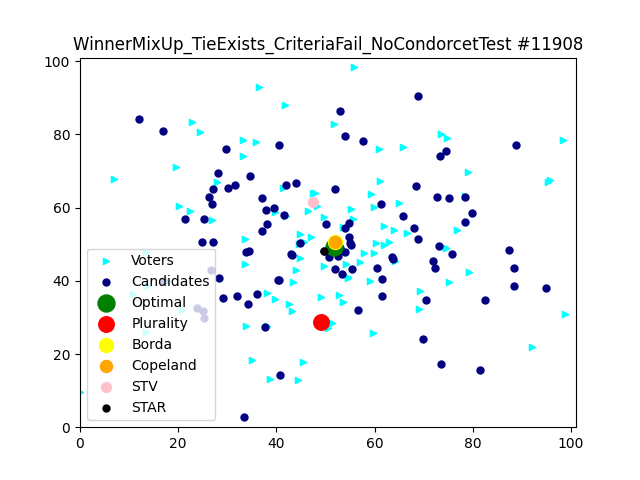 WinnerMixUp_TieExists_CriteriaFail_NoCondorcetTest #11908
100
80
60
40
20
0
0 20 40 60 80 100
Voters
Candidates
Optimal
Plurality
Borda
Copeland
STV
STAR